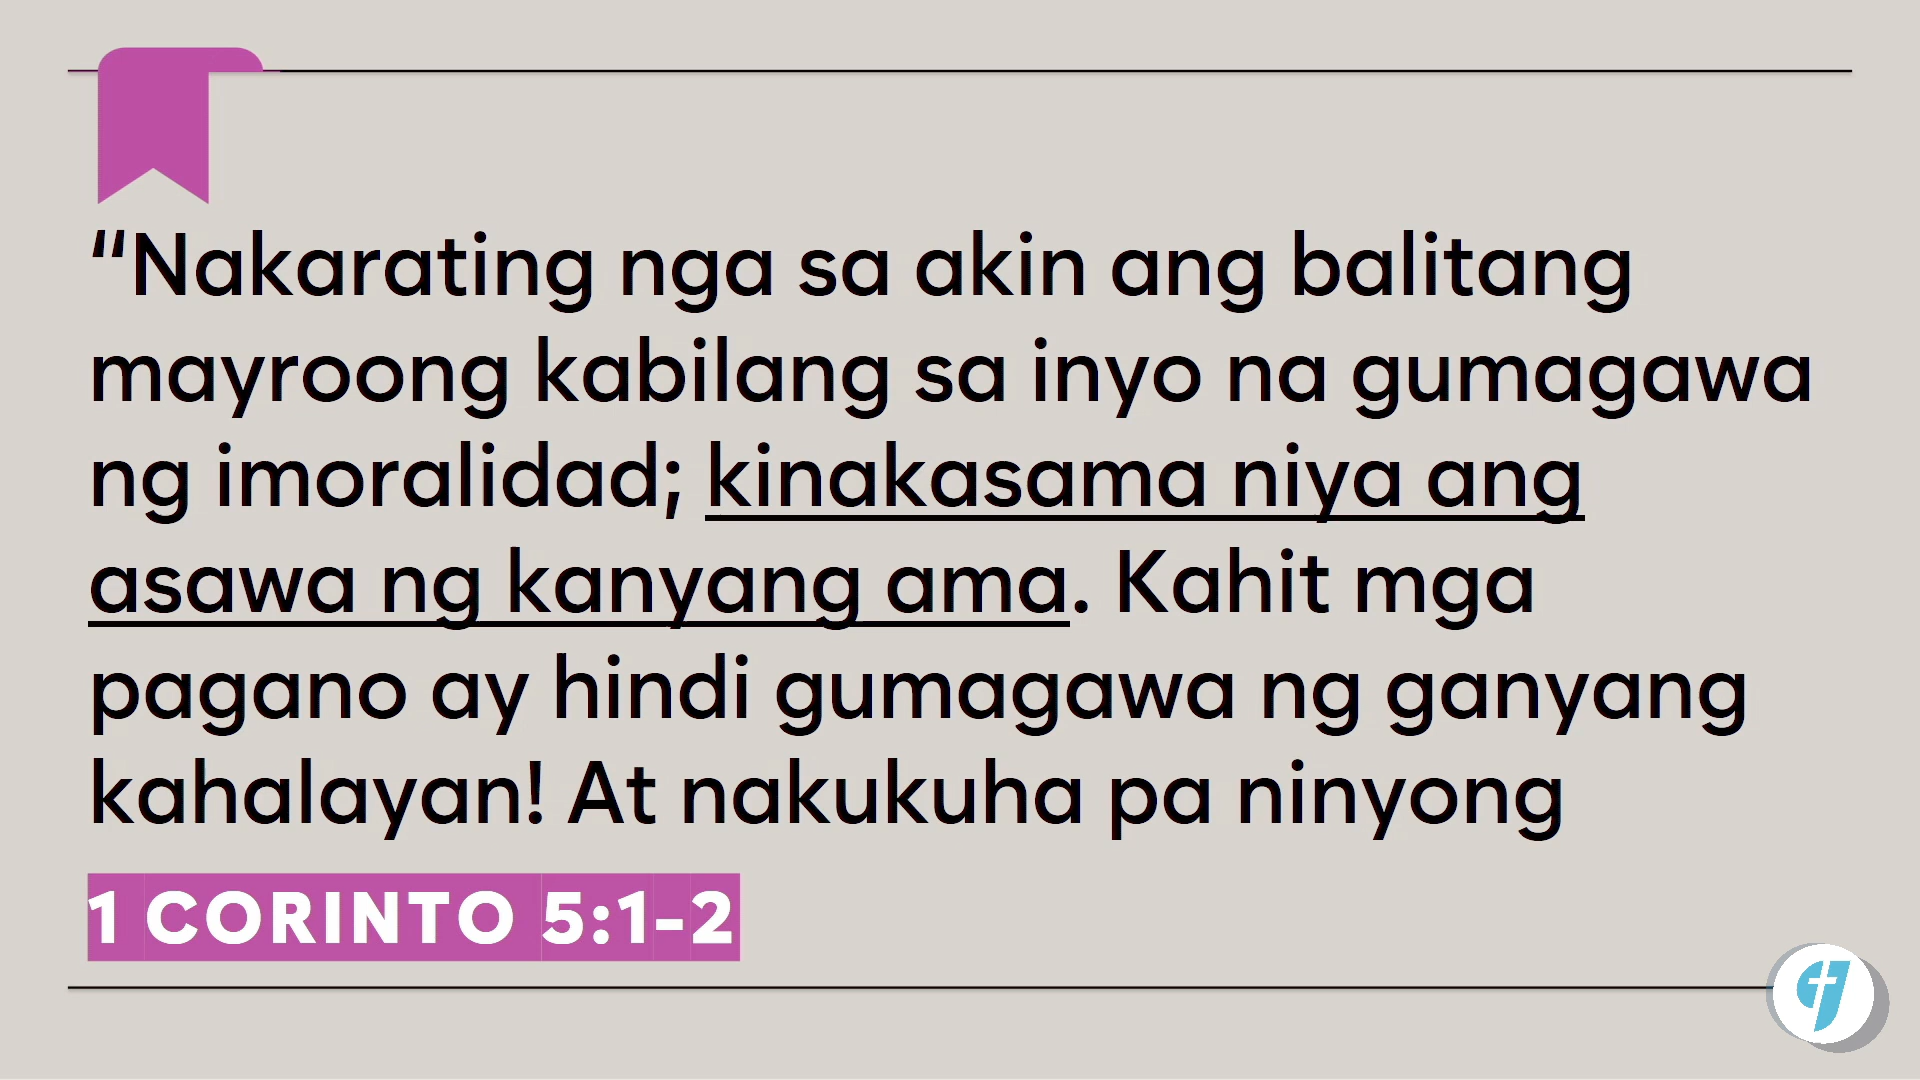 “Nakarating nga sa akin ang balitang
mayroong kabilang sa inyo na gumagawa
ng imoralidad; kinakasama niya ang
asawa ng kanyang ama. Kahit mga
pagano ay hindi gumagawa ng ganyang
kahalayan! At nakukuha pa ninyong
1 CORINTO 5:1-2